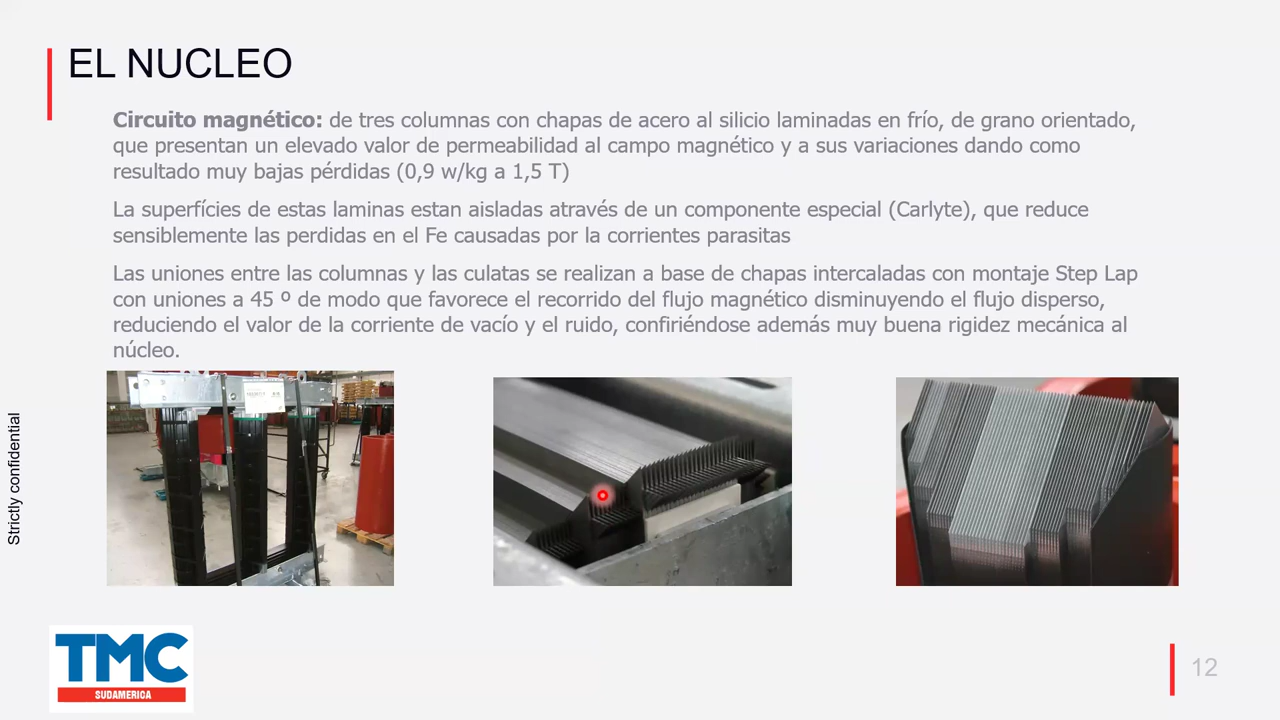 EL NUCLEO
Circuito magnético: de tres columnas con chapas de acero al silicio laminadas en frío, de grano orientado,
que presentan un elevado valor de permeabilidad al campo magnético y a sus variaciones dando como
resultado muy bajas pérdidas (0,9 w/kg a 1,5 T)
La superfícies de estas laminas estan aisladas através de un componente especial (Carlyte), que reduce
sensiblemente las perdidas en el Fe causadas por la corrientes parasitas
Las uniones entre las columnas y las culatas se realizan a base de chapas intercaladas con montaje Step Lap
con uniones a 45 º de modo que favorece el recorrido del flujo magnético disminuyendo el flujo disperso,
reduciendo el valor de la corriente de vacío y el ruido, confiriéndose además muy buena rigidez mecánica al
núcleo.
Strictly confidential
TMC
SUDAMERICA
12